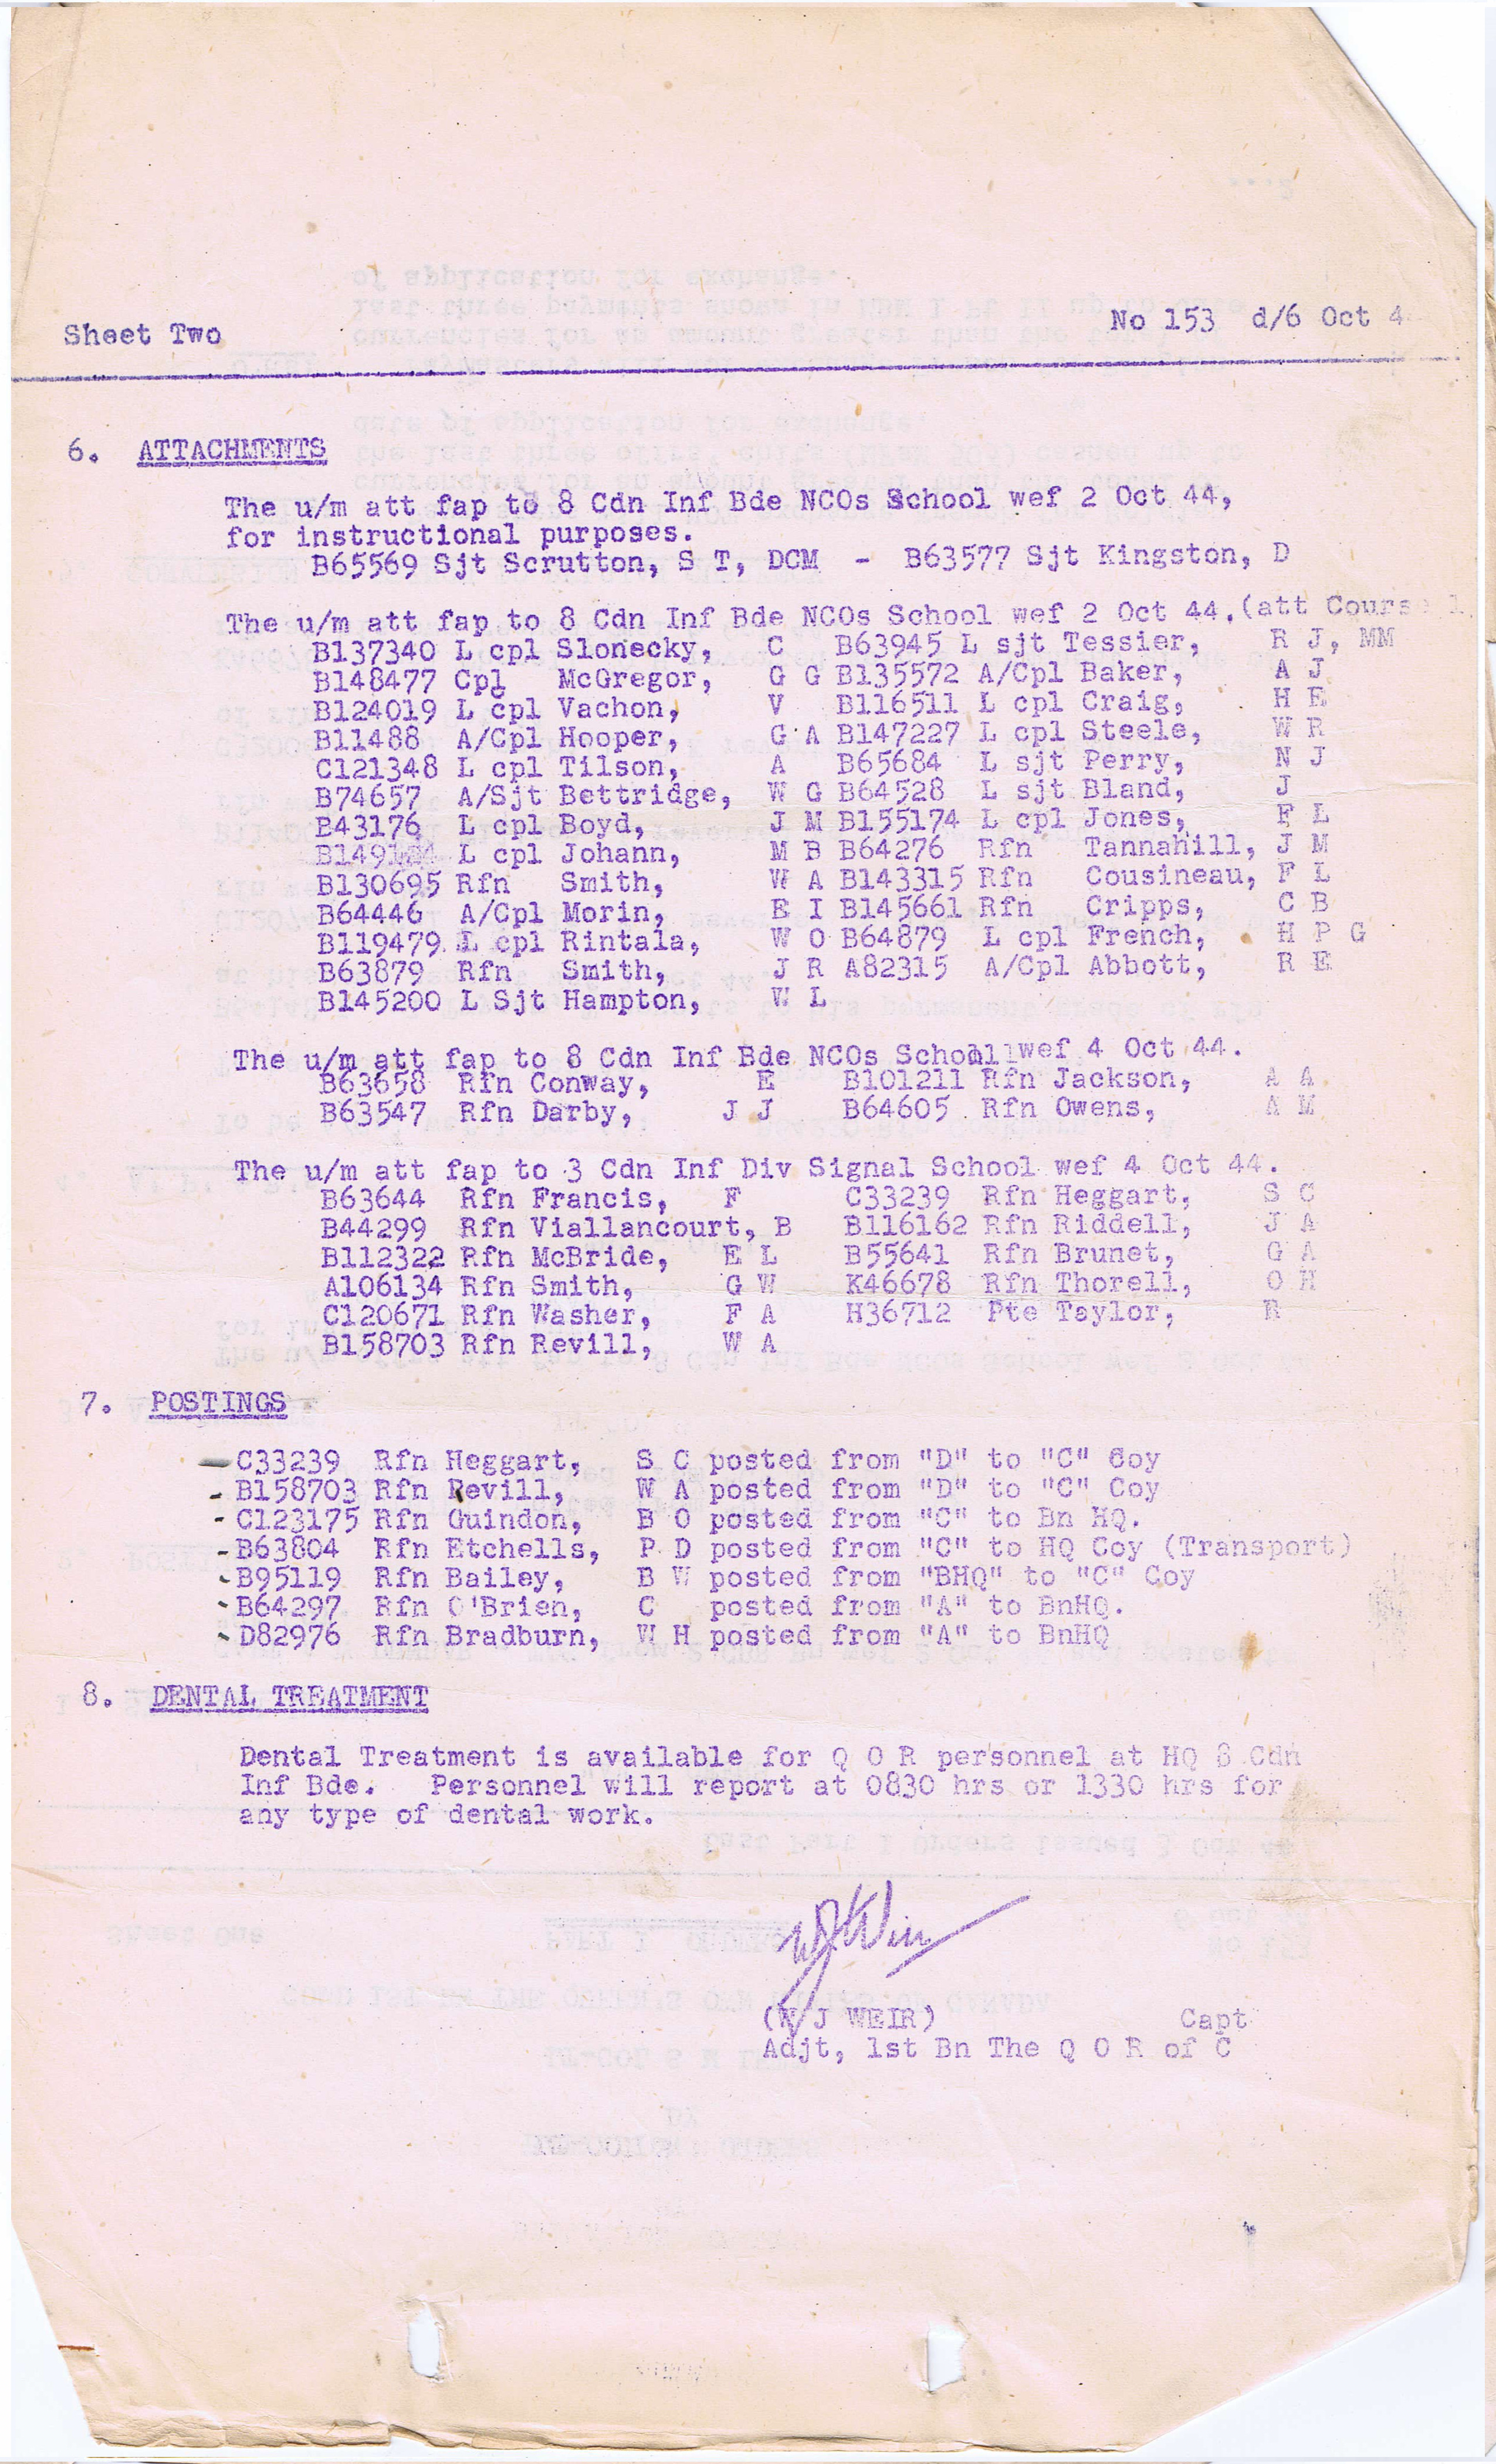 Sheet Two No 153 d/6 Oct 4
6. ATTACHMENTS
The u/m att fap to 8 Cdn Inf Bde NCOs School wef 2 Oct 44,
for instructional purposes.
B65569 Sjt Scrutton, S T, DCM - B63577 Sjt Kingston, D
The u/m att fap to 8 Cdn Inf Bde NCOs School wef 2 Oct 44.(att Course 1
B137340 L cpl Slonecky, C B63945 L sjt Tessier, R J, MM
B148477 Cpl McGregor, G G B135572 A/Cpl Baker, A J
B124019 L cpl Vachon, V B116511 L cpl Craig, H E
B11488 A/Cpl Hooper, G A B147227 L cpl Steele, W R
C121348 L cpl Tilson, A B65684 L sjt Perry, N J
B74657 A/Sjt Bettridge, W G B64528 L sjt Bland, J
B43176 L cpl Boyd, J M B155174 L cpl Jones, F L
L cpl Johann, M B B64276 Rfn Tannahill, J M
B130695 Rfn Smith, W A B143315 Rfn Cousineau, F L
B64446 A/Cpl Morin, E I B145661 Rfn Cripps, C B
B119479 L cpl Rintala, W O B64879 L cpl French, H P G
B63879 Rfn Smith, J R A82315 A/Cpl Abbott, R E
B145200 L Sjt Hampton, W L
The u/m att fap to 8 Cdn Inf Bde NCOs School wef 4 Oct 44.
B63658 Rfn Conway, E B101211 Rfn Jackson, A A
B63547 Rfn Darby, J J B64605 Rfn Owens, A M
The u/m att fap to 3 Cdn Inf Div Signal School wef 4 Oct 44.
B63644 Rfn Francis, F C33239 Rfn Heggart, S C
B44299 Rfn Viallancourt, B B116162 Rfn Riddell, J A
B112322 Rfn McBride, E L B55641 Rfn Brunet, G A
A106134 Rfn Smith, G W K46678 Rfn Thorell, O H
C120671 Rfn Washer, F A H36712 Pte Taylor, R
B158703 Rfn Revill, W A
7. POSTINGS
- C33239 Rfn Heggart, S C posted from "D" to "C" Coy
- B158703 Rfn Revill, W A posted from "D" to "C" Coy
- C123175 Rfn Guindon, B O posted from "C" to Bn HQ.
- B63804 Rfn Etchells, P D posted from "C" to HQ Coy (Transport)
- B95119 Rfn Bailey, B W posted from "BHQ" to "C" Coy
- B64297 Rfn O'Brien, C posted from "A" to BnHQ.
- D82976 Rfn Bradburn, W H posted from "A" to BnHQ
8. DENTAL TREATMENT
Dental Treatment is available for Q O R personnel at HQ 8 Cdn
Inf Bde. Personnel will report at 0830 hrs or 1330 hrs for
any type of dental work.
(W J WEIR) Capt
Adjt, 1st Bn The Q O R of C